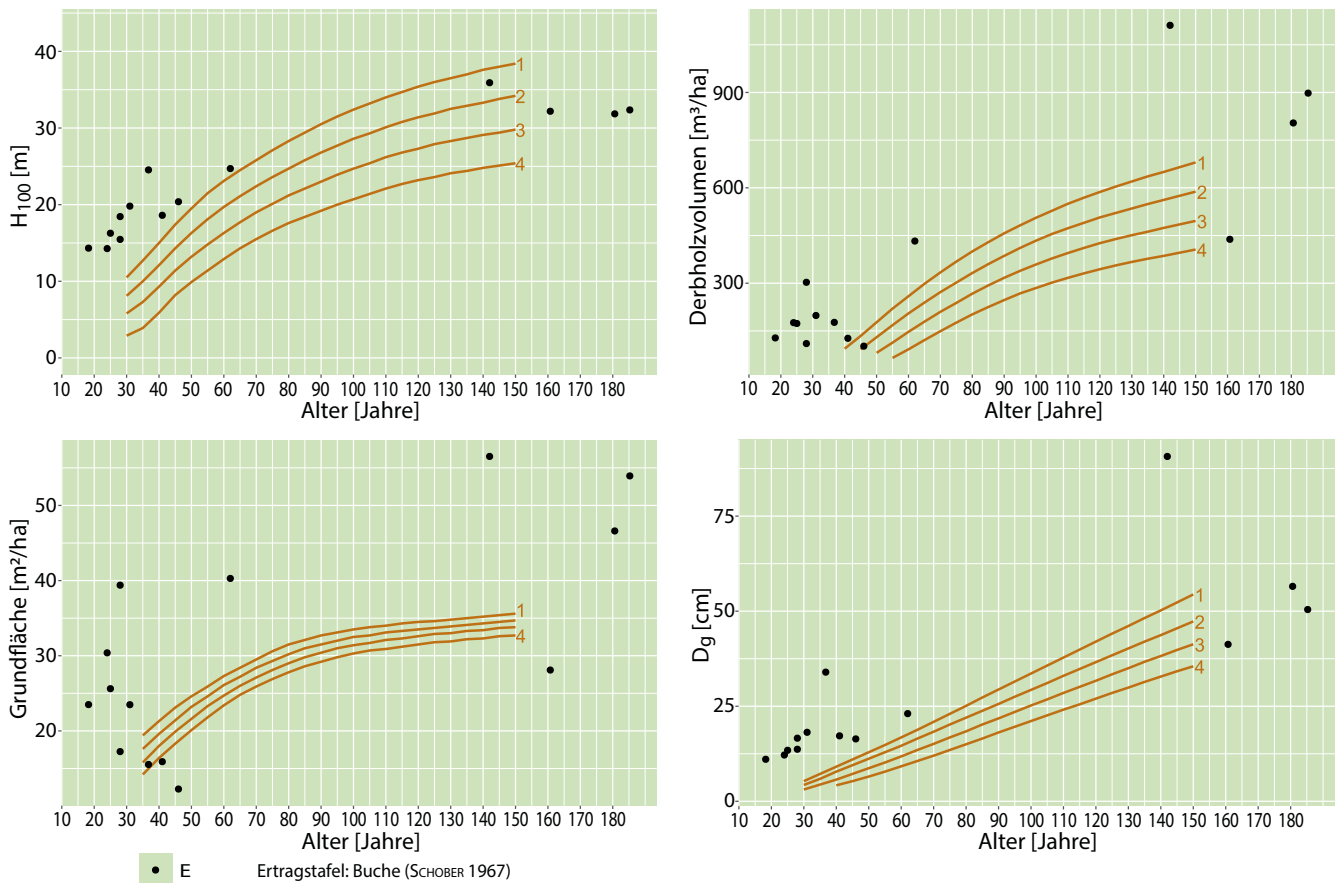 H₁₀₀ [m]
40
30
20
10
0
1
2
3
4
10 20 30 40 50 60 70 80 90 100 110 120 130 140 150 160 170 180
Alter [Jahre]
Derbholzvolumen [m³/ha]
900
600
300
1
2
3
4
10 20 30 40 50 60 70 80 90 100 110 120 130 140 150 160 170 180
Alter [Jahre]
Grundfläche [m²/ha]
50
40
30
20
1
4
10 20 30 40 50 60 70 80 90 100 110 120 130 140 150 160 170 180
Alter [Jahre]
Dg [cm]
75
50
25
0
1
2
3
4
10 20 30 40 50 60 70 80 90 100 110 120 130 140 150 160 170 180
Alter [Jahre]
E Ertragstafel: Buche (SCHOBER 1967)